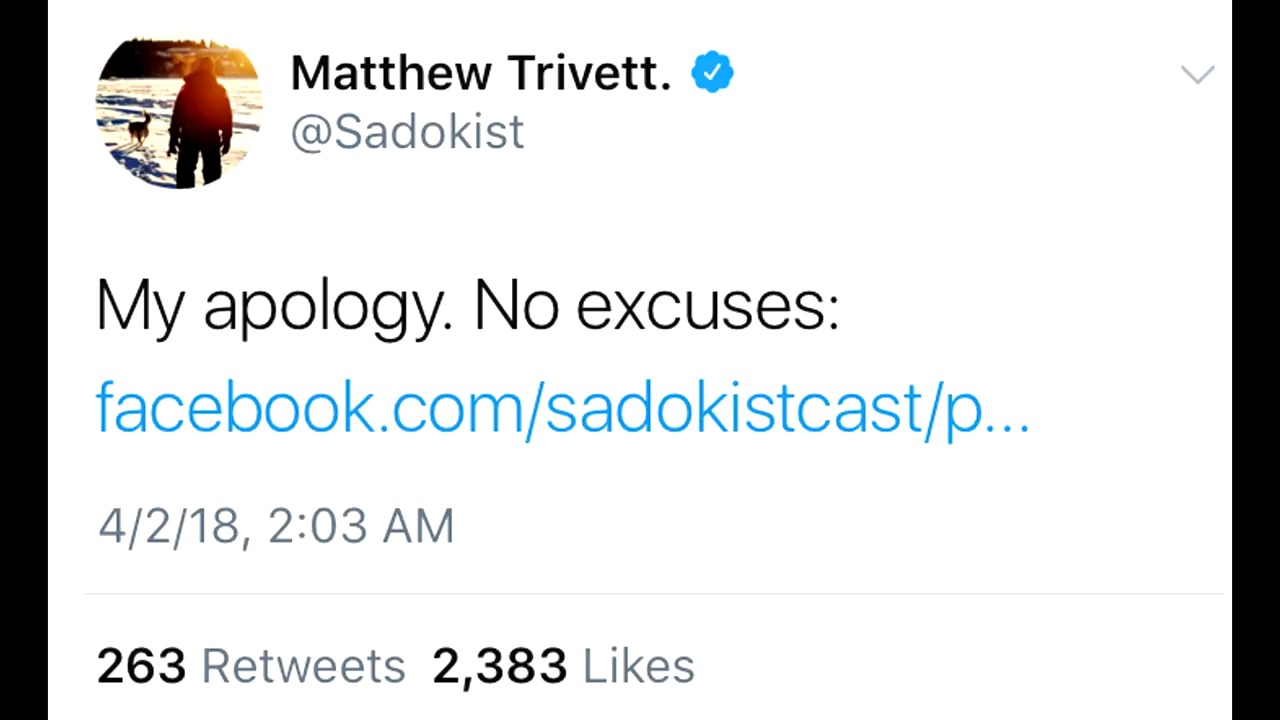 Matthew Trivett.
@Sadokist
My apology. No excuses:
facebook.com/sadokistcast/p...
4/2/18, 2:03 AM
263 Retweets 2,383 Likes